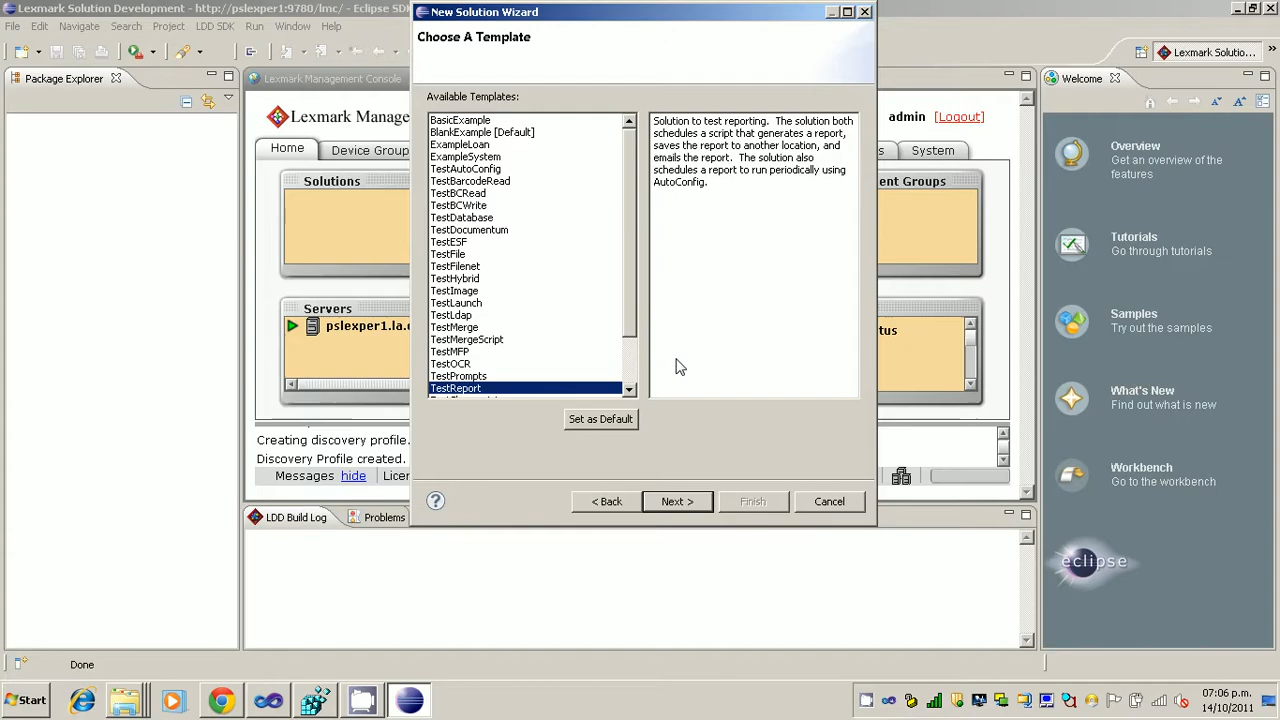 Lexmark Solution Development - http://pslexper1:9780/lmc/ - Eclipse SD
New Solution Wizard
File Edit Navigate Search Project LDD SDK Run Window Help
Choose A Template
Lexmark Solutio...
Package Explorer
Lexmark Management Console
Welcome
Available Templates:
BasicExample
BlankExample [Default]
ExampleLoan
ExampleSystem
TestAutoConfig
TestBarcodeRead
TestBCRead
TestBCWrite
TestDatabase
TestDocumentum
TestESF
TestFile
TestFilenet
TestHybrid
TestImage
TestLaunch
TestLdap
TestMerge
TestMergeScript
TestMFP
TestOCR
TestPrompts
TestReport
Solution to test reporting. The solution both
schedules a script that generates a report,
saves the report to another location, and
emails the report. The solution also
schedules a report to run periodically using
AutoConfig.
Set as Default
< Back
Next >
Finish
Cancel
Lexmark Manage
admin [Logout]
Home
Device Group
s
System
Solutions
ent Groups
Servers
pslexper1.la.
tus
Creating discovery profile.
Discovery Profile created.
Messages hide
Licer
Overview
Get an overview of the
features
Tutorials
Go through tutorials
Samples
Try out the samples
What's New
Find out what is new
Workbench
Go to the workbench
eclipse
LDD Build Log
Problems
Done
Start
07:06 p.m.
14/10/2011